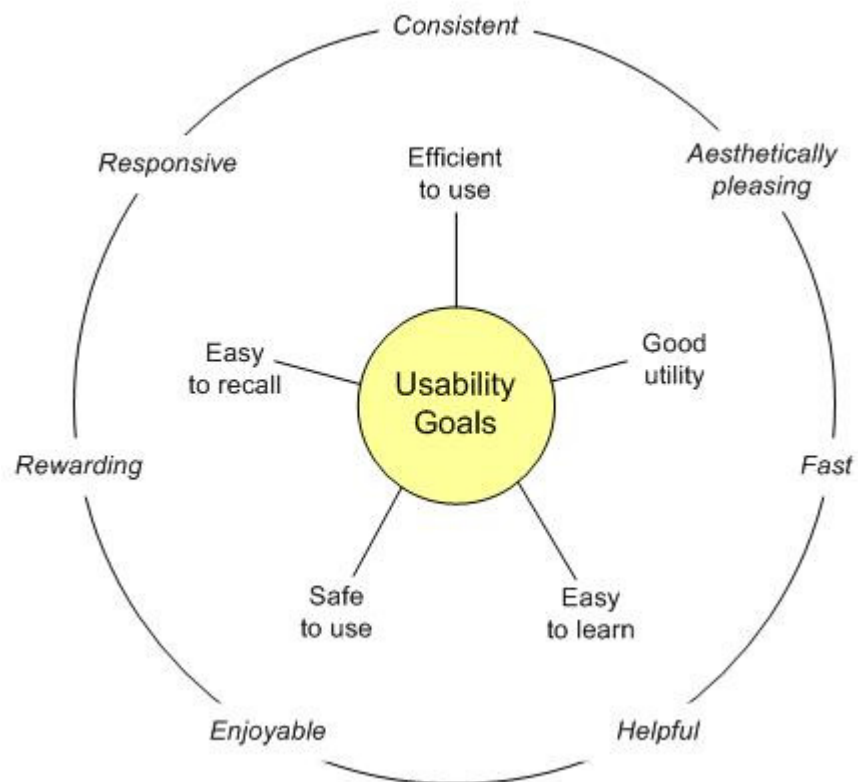 Consistent
Responsive
Aesthetically
pleasing
Efficient
to use
Easy
to recall
Good
utility
Usability
Goals
Rewarding
Fast
Safe
to use
Easy
to learn
Enjoyable
Helpful